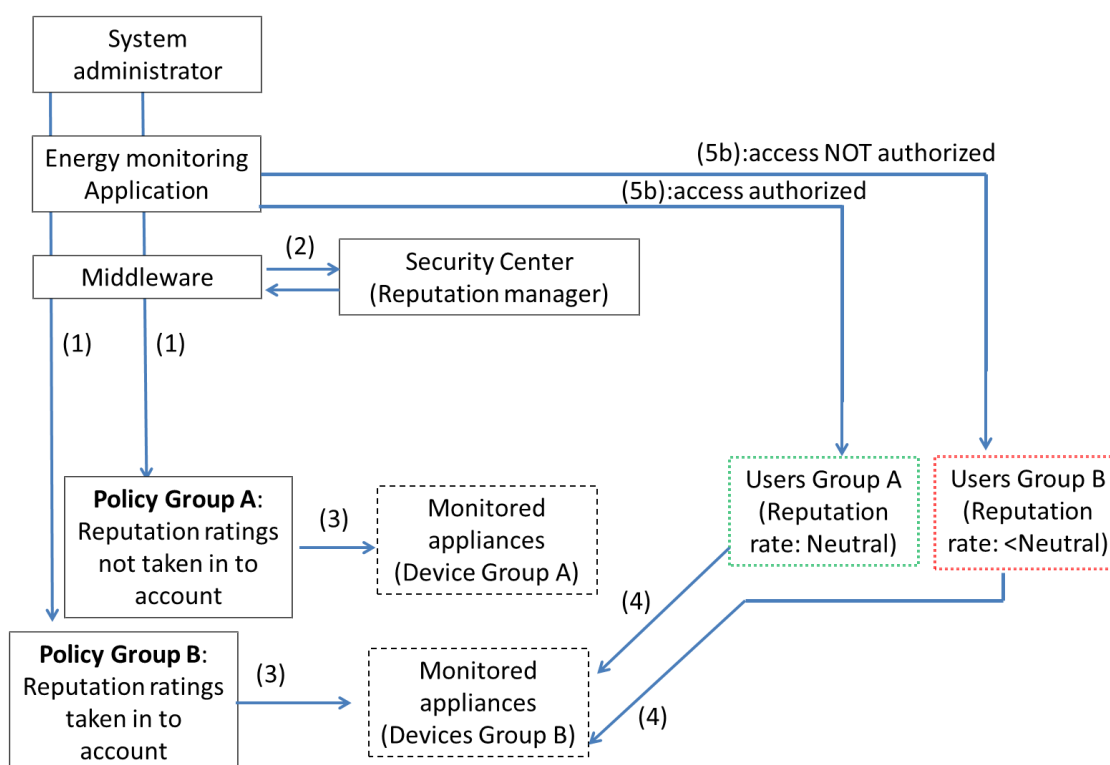 System
administrator
Energy monitoring
Application
(5b):access NOT authorized
(5b):access authorized
Middleware
(2)
Security Center
(Reputation manager)
(1)
(1)
Policy Group A:
Reputation ratings
not taken in to
account
(3)
Monitored
appliances
(Device Group A)
Users Group A
(Reputation
rate: Neutral)
Users Group B
(Reputation
rate: <Neutral)
(4)
Policy Group B:
Reputation ratings
taken in to
account
(3)
Monitored
appliances
(Devices Group B)
(4)